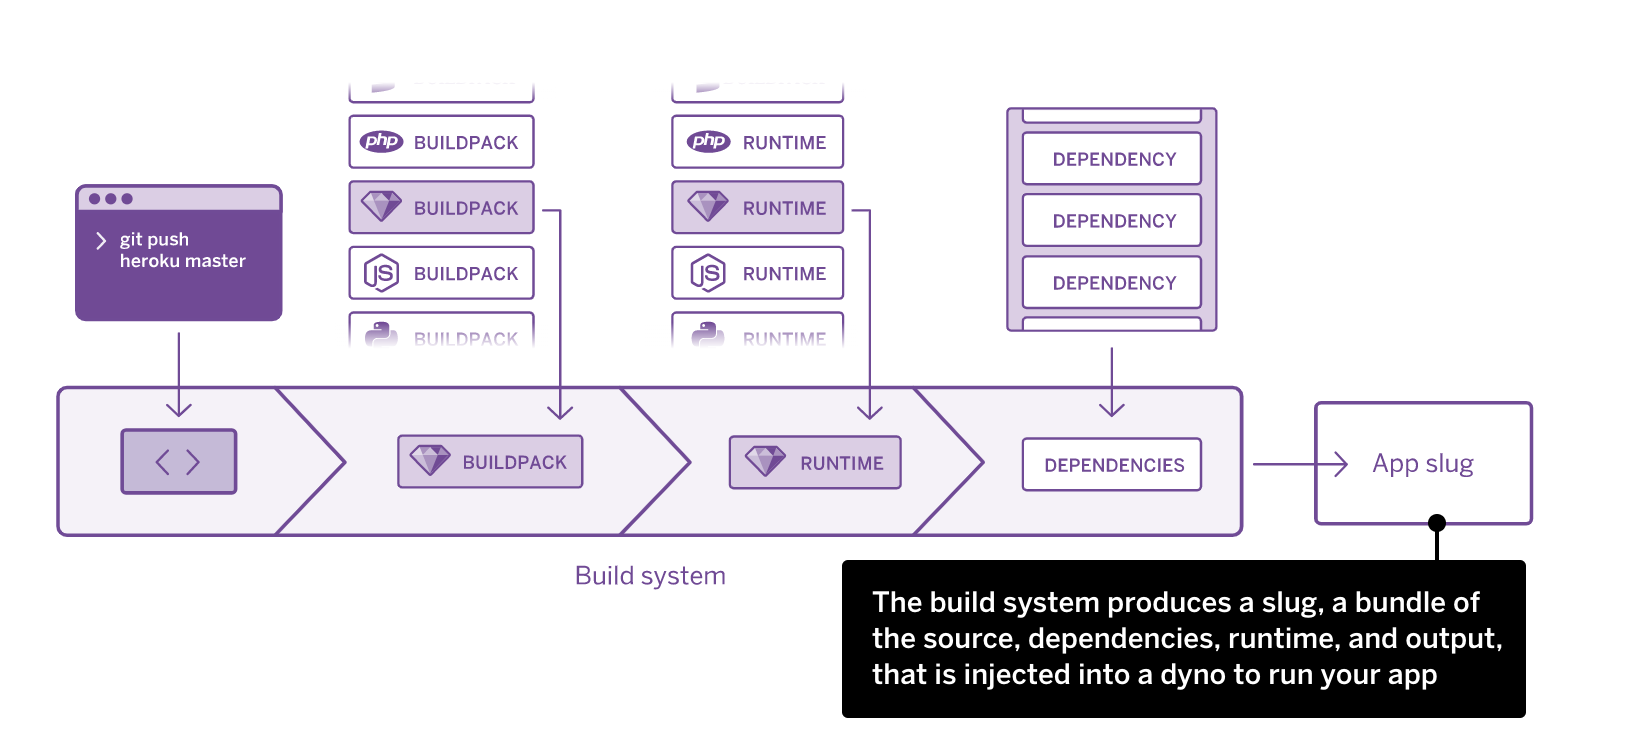 git push
heroku master
php BUILDPACK
BUILDPACK
JS BUILDPACK
BUILDPACK
php RUNTIME
RUNTIME
JS RUNTIME
RUNTIME
DEPENDENCY
DEPENDENCY
DEPENDENCY
< >
BUILDPACK
RUNTIME
DEPENDENCIES
App slug
Build system
The build system produces a slug, a bundle of
the source, dependencies, runtime, and output,
that is injected into a dyno to run your app